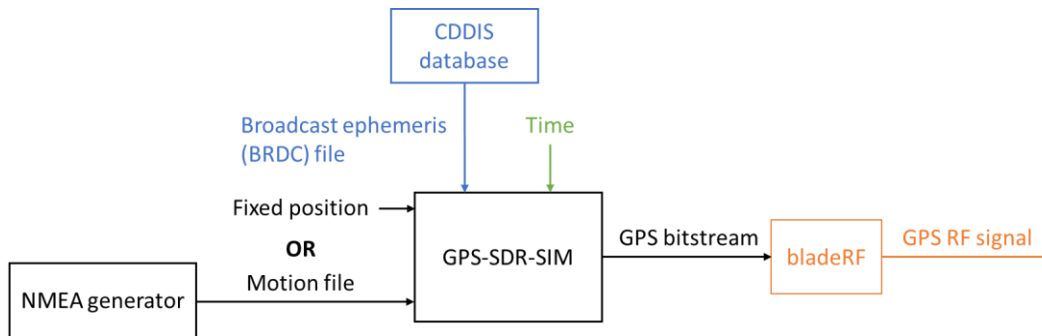 CDDIS
database
Broadcast ephemeris
(BRDC) file
Time
Fixed position
OR
Motion file
NMEA generator
GPS-SDR-SIM
GPS bitstream
bladeRF
GPS RF signal